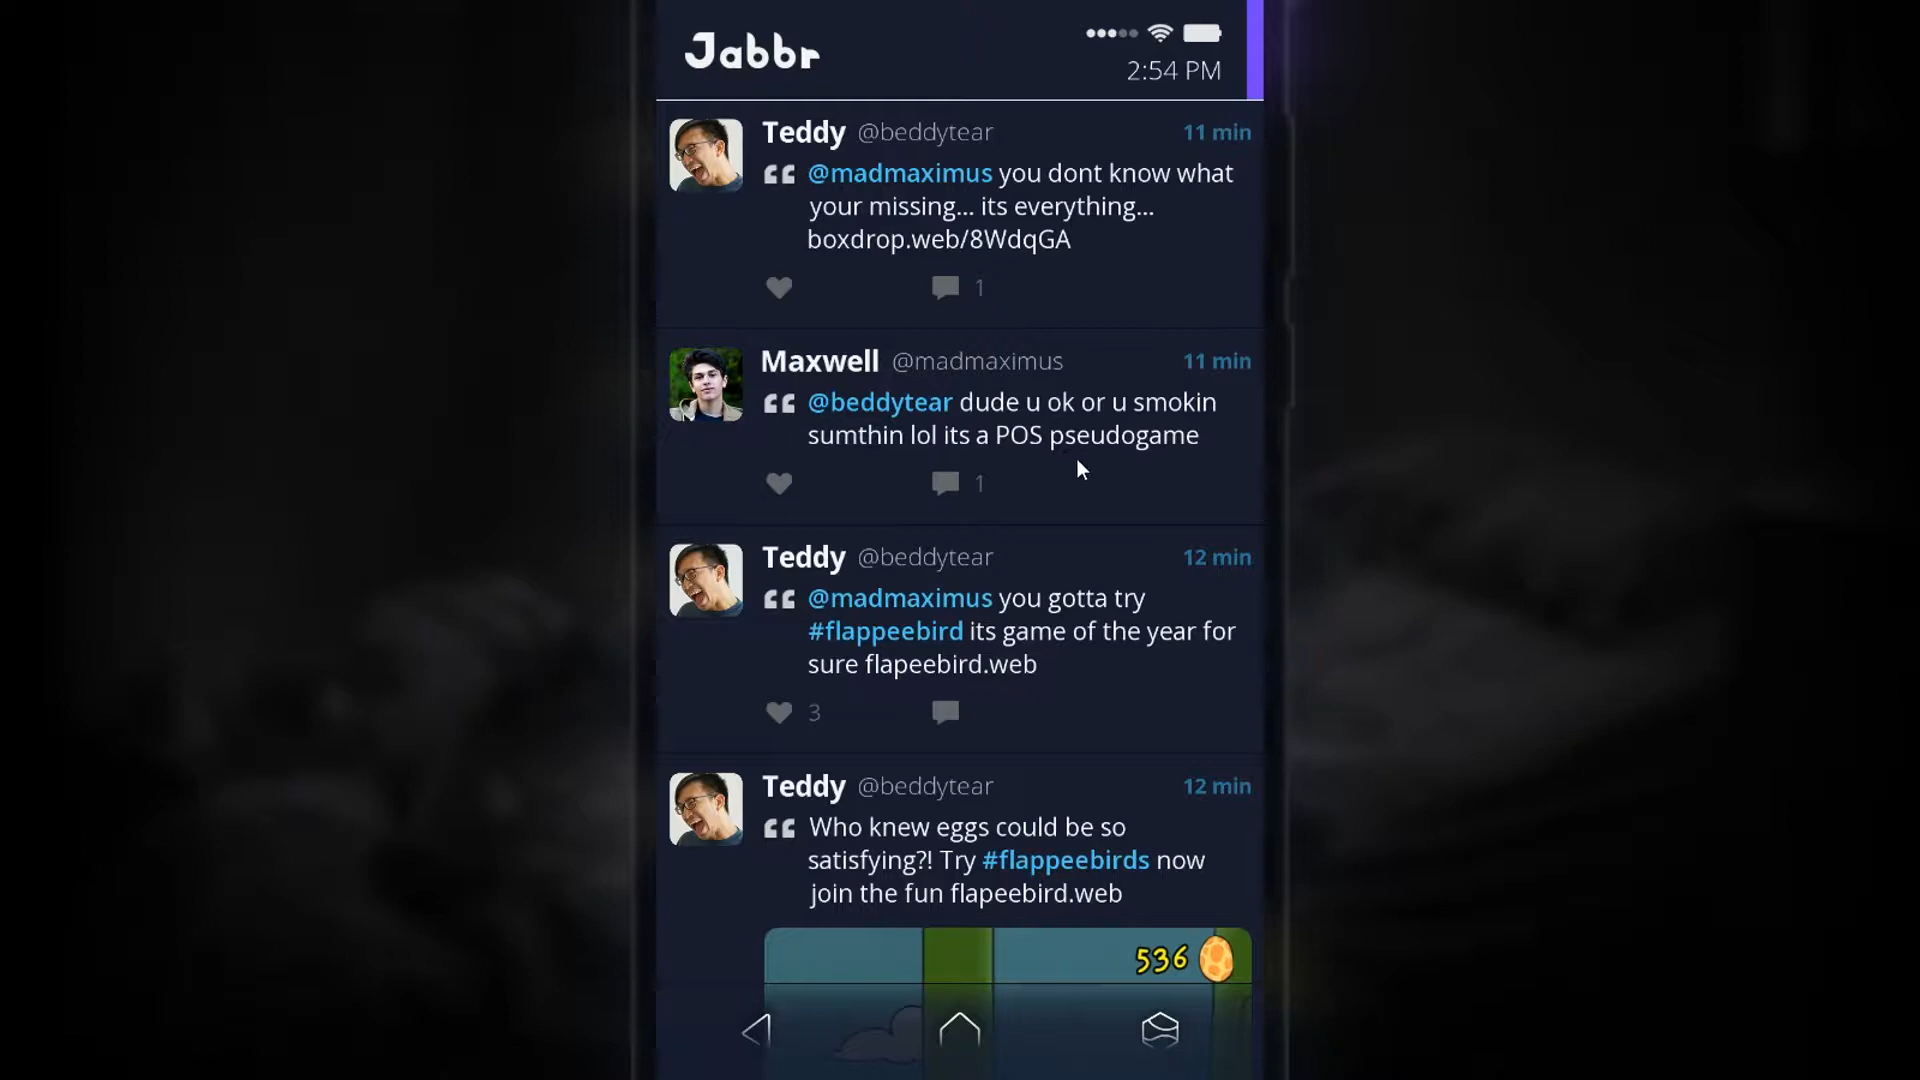 Jabbr
2:54 PM
Teddy @beddytear 11 min
@madmaximus you dont know what
your missing... its everything...
boxdrop.web/8WdqGA
1
Maxwell @madmaximus 11 min
@beddytear dude u ok or u smokin
sumthin lol its a POS pseudogame
1
Teddy @beddytear 12 min
@madmaximus you gotta try
#flappeebird its game of the year for
sure flapeebird.web
3
Teddy @beddytear 12 min
Who knew eggs could be so
satisfying?! Try #flappeebirds now
join the fun flapeebird.web
536